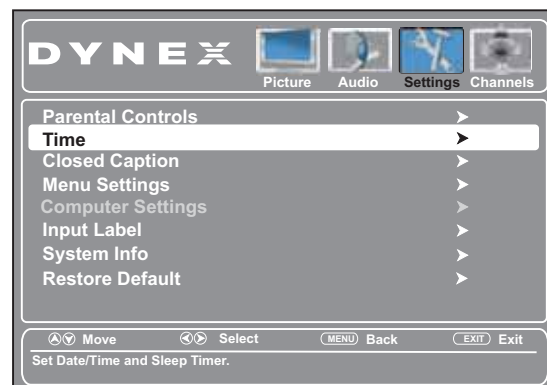 DYNEX
Picture Audio Settings Channels
Parental Controls
Time
Closed Caption
Menu Settings
Computer Settings
Input Label
System Info
Restore Default
Move Select MENU Back EXIT Exit
Set Date/Time and Sleep Timer.